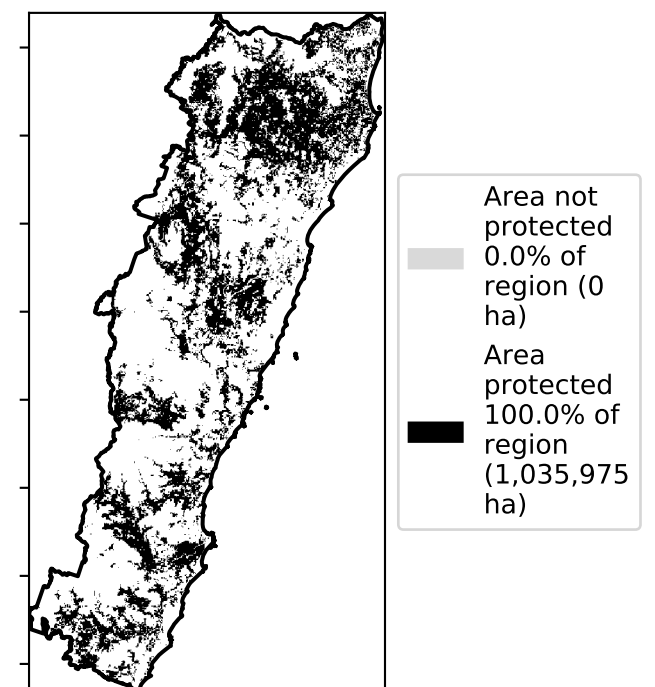 Area not
protected
0.0% of
region (0
ha)
Area
protected
100.0% of
region
(1,035,975
ha)